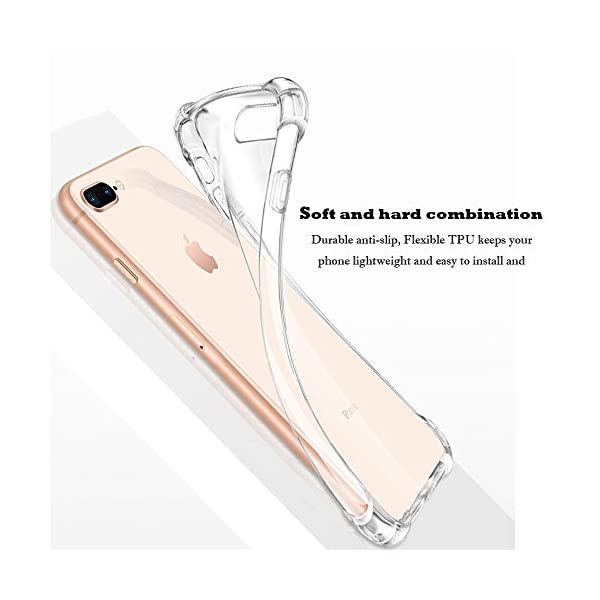 Soft and hard combination
Durable anti-slip, Flexible TPU keeps your
phone lightweight and easy to install and